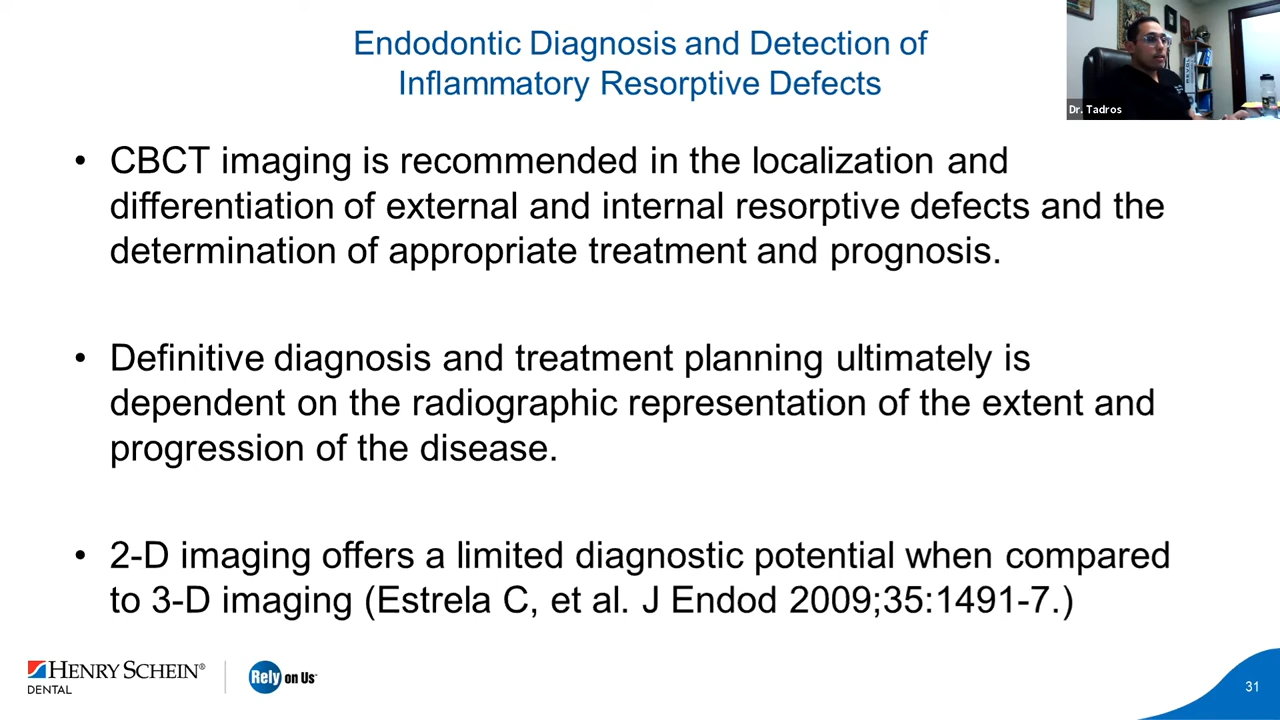 Endodontic Diagnosis and Detection of
Inflammatory Resorptive Defects
Dr. Tadros
• CBCT imaging is recommended in the localization and
differentiation of external and internal resorptive defects and the
determination of appropriate treatment and prognosis.
• Definitive diagnosis and treatment planning ultimately is
dependent on the radiographic representation of the extent and
progression of the disease.
• 2-D imaging offers a limited diagnostic potential when compared
to 3-D imaging (Estrela C, et al. J Endod 2009;35:1491-7.)
HENRY SCHEIN®
DENTAL
Rely on Us
31